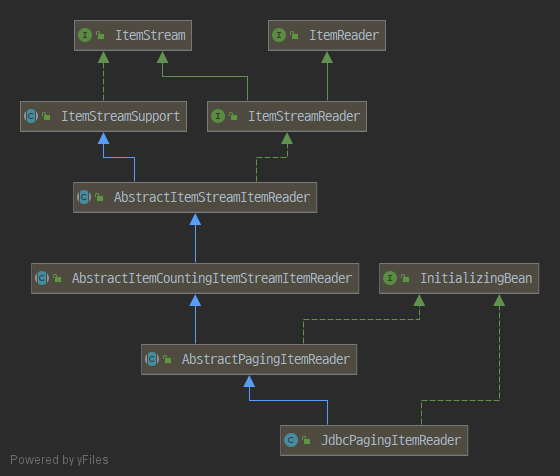 ItemStream
ItemReader
ItemStreamSupport
ItemStreamReader
AbstractItemStreamItemReader
AbstractItemCountingItemStreamItemReader
InitializingBean
AbstractPagingItemReader
JdbcPagingItemReader
Powered by yFiles